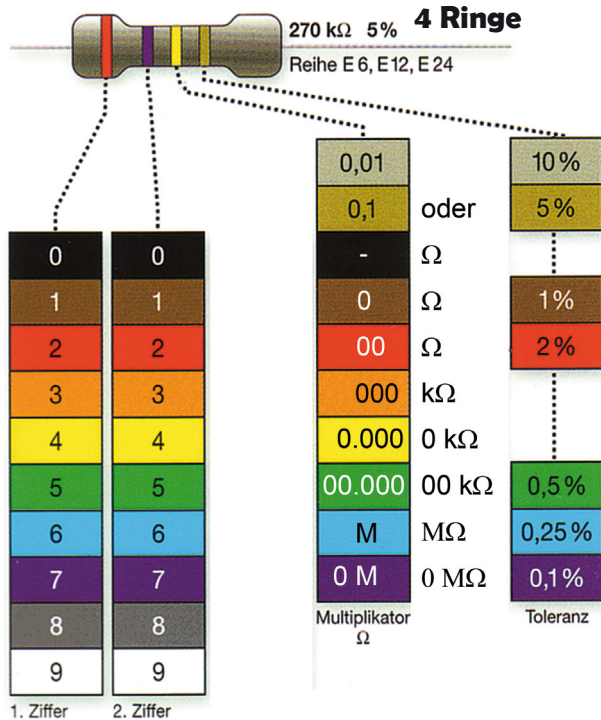 4 Ringe
270 kΩ 5%
Reihe E 6, E 12, E 24
0,01 10%
0,1 oder 5%
0 0 - Ω
1 1 0 Ω 1%
2 2 00 Ω 2%
3 3 000 kΩ
4 4 0.000 0 kΩ
5 5 00.000 00 kΩ 0,5%
6 6 M MΩ 0,25%
7 7 0 M 0 MΩ 0,1%
8 8 Multiplikator Toleranz
Ω
9 9
1. Ziffer 2. Ziffer